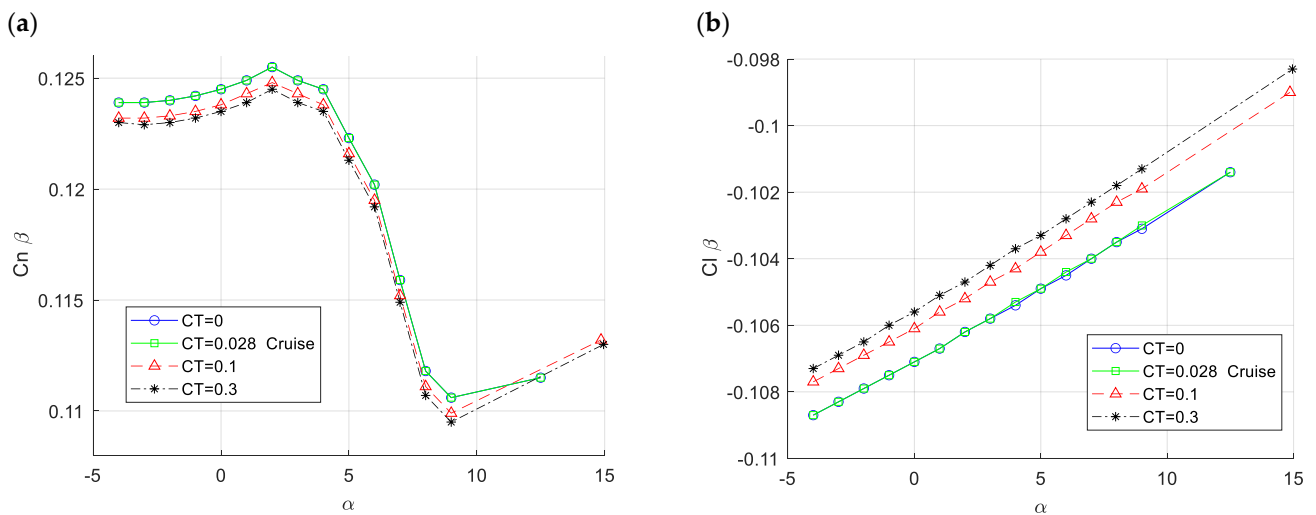 (a)
0.125
0.12
0.115
0.11
Cn β
-5
0
5
10
15
α
CT=0
CT=0.028 Cruise
CT=0.1
CT=0.3
(b)
-0.098
-0.1
-0.102
-0.104
-0.106
-0.108
-0.11
Cl β
-5
0
5
10
15
α
CT=0
CT=0.028 Cruise
CT=0.1
CT=0.3